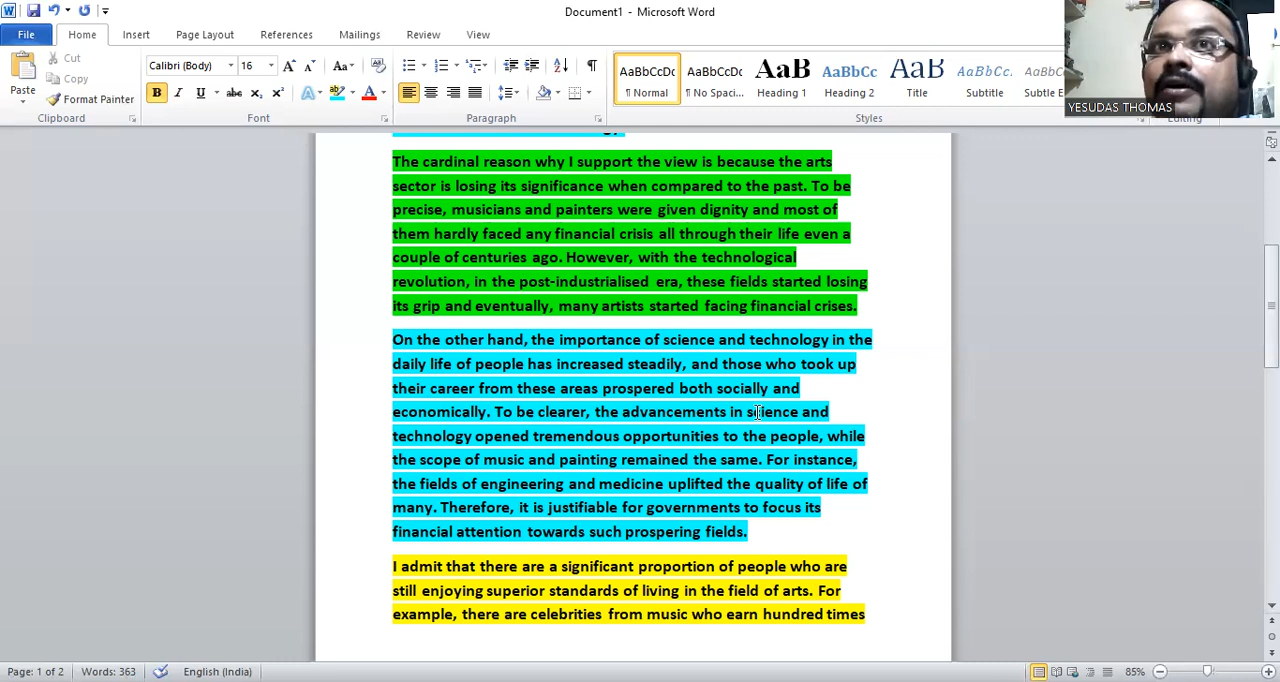 Document1 - Microsoft Word
File Home Insert Page Layout References Mailings Review View
Paste
Cut
Copy
Format Painter
Clipboard
Calibri (Body) 16
Font
Paragraph
AaBbCcDc AaBbCcDc AaB AaBbCc AaB AaBbCc.
¶ Normal ¶ No Spaci... Heading 1 Heading 2 Title Subtitle Subtle E
Styles
YESUDAS THOMAS
The cardinal reason why I support the view is because the arts
sector is losing its significance when compared to the past. To be
precise, musicians and painters were given dignity and most of
them hardly faced any financial crisis all through their life even a
couple of centuries ago. However, with the technological
revolution, in the post-industrialised era, these fields started losing
its grip and eventually, many artists started facing financial crises.
On the other hand, the importance of science and technology in the
daily life of people has increased steadily, and those who took up
their career from these areas prospered both socially and
economically. To be clearer, the advancements in science and
technology opened tremendous opportunities to the people, while
the scope of music and painting remained the same. For instance,
the fields of engineering and medicine uplifted the quality of life of
many. Therefore, it is justifiable for governments to focus its
financial attention towards such prospering fields.
I admit that there are a significant proportion of people who are
still enjoying superior standards of living in the field of arts. For
example, there are celebrities from music who earn hundred times
Page: 1 of 2 Words: 363 English (India) 85%